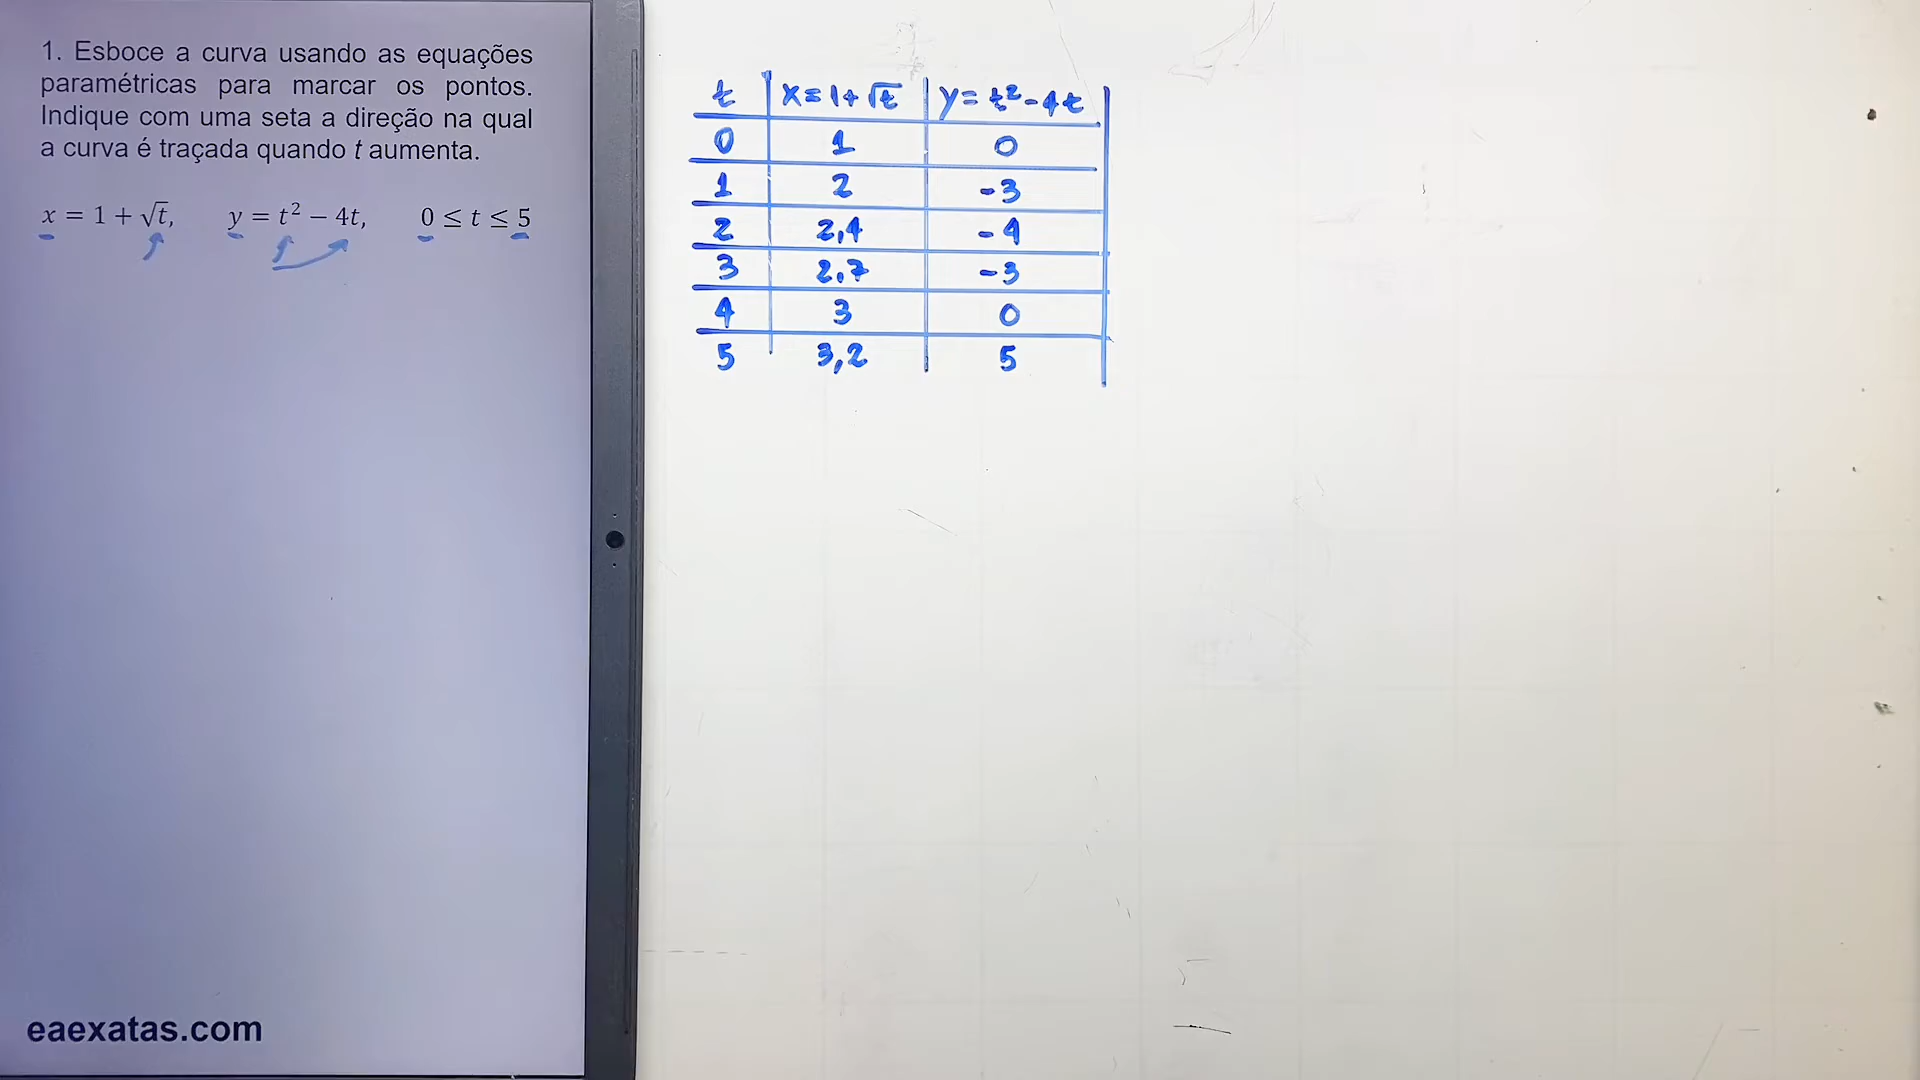 1. Esboce a curva usando as equações
paramétricas para marcar os pontos.
Indique com uma seta a direção na qual
a curva é traçada quando t aumenta.
x = 1 + √t, y = t² − 4t, 0 ≤ t ≤ 5
eaexatas.com
t x = 1 + √t y = t² - 4t
0 1 0
1 2 -3
2 2,4 -4
3 2,7 -3
4 3 0
5 3,2 5